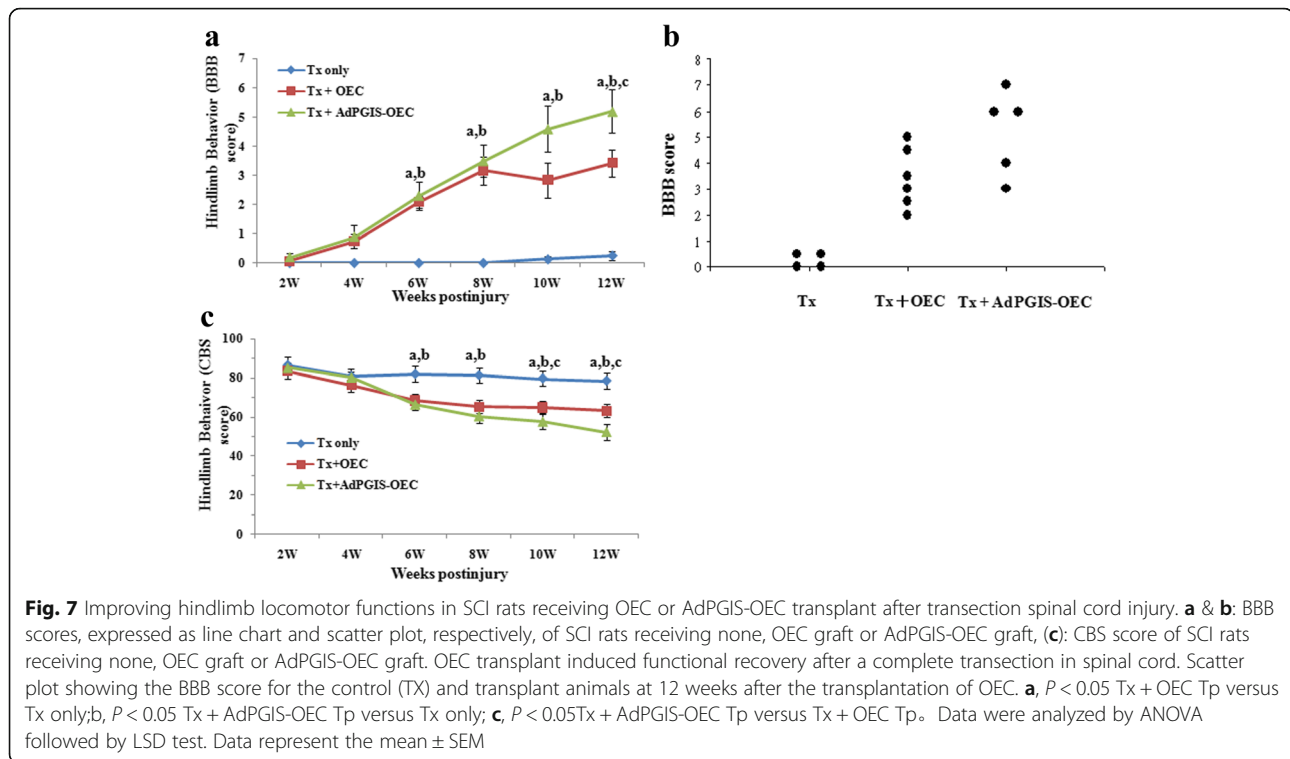 a
Hindlimb Behavior (BBB
score)
7
6
5
4
3
2
1
0
Tx only
Tx + OEC
Tx + AdPGIS-OEC
a,b
a,b
a,b
a,b,c
2W 4W 6W 8W 10W 12W
Weeks postinjury
b
BBB score
8
7
6
5
4
3
2
1
0
Tx Tx+OEC Tx + AdPGIS-OEC
c
Hindlimb Behaivor (CBS
score)
100
80
60
40
20
0
a,b
a,b
a,b,c
a,b,c
Tx only
Tx+OEC
Tx+AdPGIS-OEC
2W 4W 6W 8W 10W 12W
Weeks postinjury
Fig. 7 Improving hindlimb locomotor functions in SCI rats receiving OEC or AdPGIS-OEC transplant after transection spinal cord injury. a & b: BBB
scores, expressed as line chart and scatter plot, respectively, of SCI rats receiving none, OEC graft or AdPGIS-OEC graft, (c): CBS score of SCI rats
receiving none, OEC graft or AdPGIS-OEC graft. OEC transplant induced functional recovery after a complete transection in spinal cord. Scatter
plot showing the BBB score for the control (TX) and transplant animals at 12 weeks after the transplantation of OEC. a, P < 0.05 Tx + OEC Tp versus
Tx only;b, P < 0.05 Tx + AdPGIS-OEC Tp versus Tx only; c, P < 0.05Tx + AdPGIS-OEC Tp versus Tx + OEC Tp。 Data were analyzed by ANOVA
followed by LSD test. Data represent the mean ± SEM